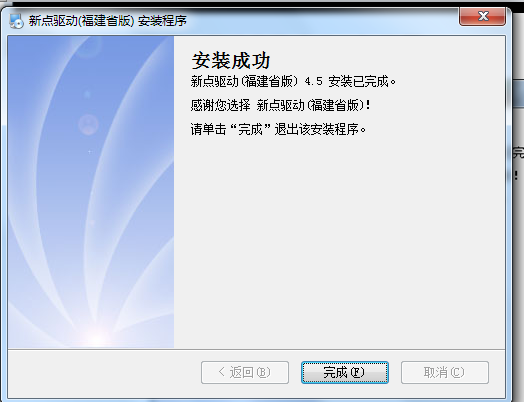 新点驱动(福建省版) 安装程序
安装成功
新点驱动(福建省版) 4.5 安装已完成。
感谢您选择 新点驱动(福建省版)!
请单击“完成”退出该安装程序。
完
!
< 返回(B)
完成(F)
取消(C)